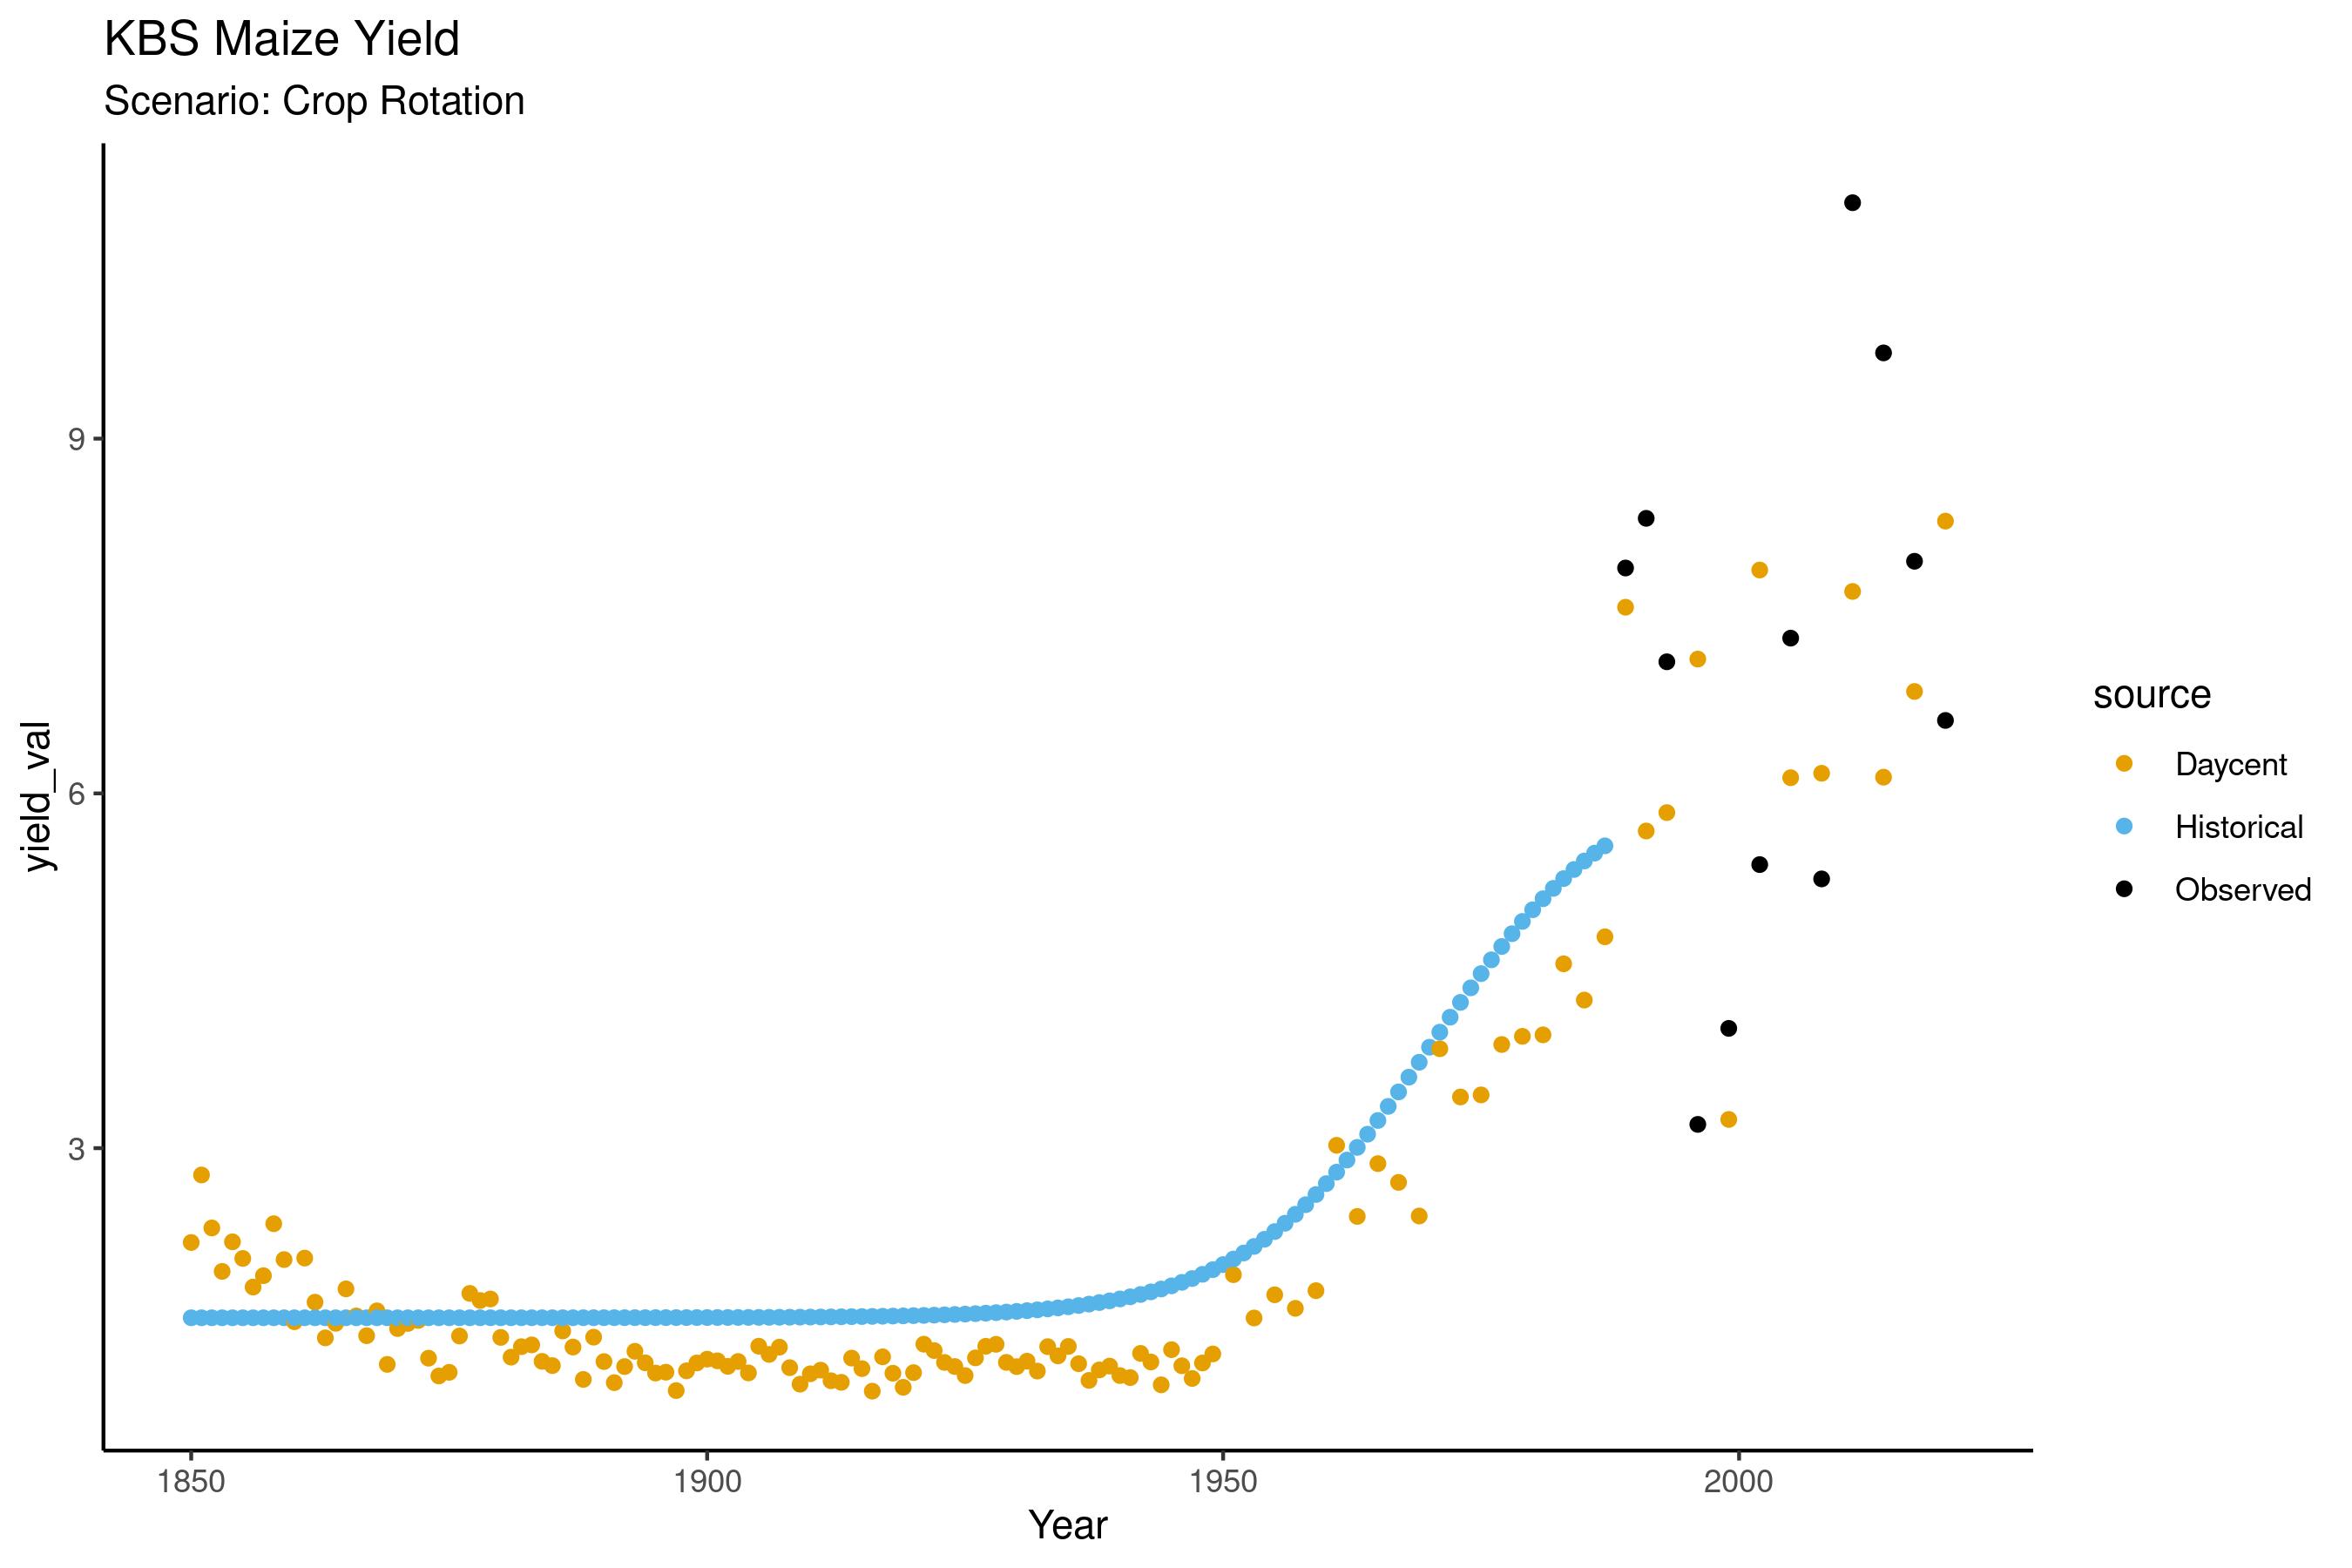 KBS Maize Yield
Scenario: Crop Rotation
yield_val
9
6
3
1850 1900 1950 2000
Year
source
Daycent
Historical
Observed